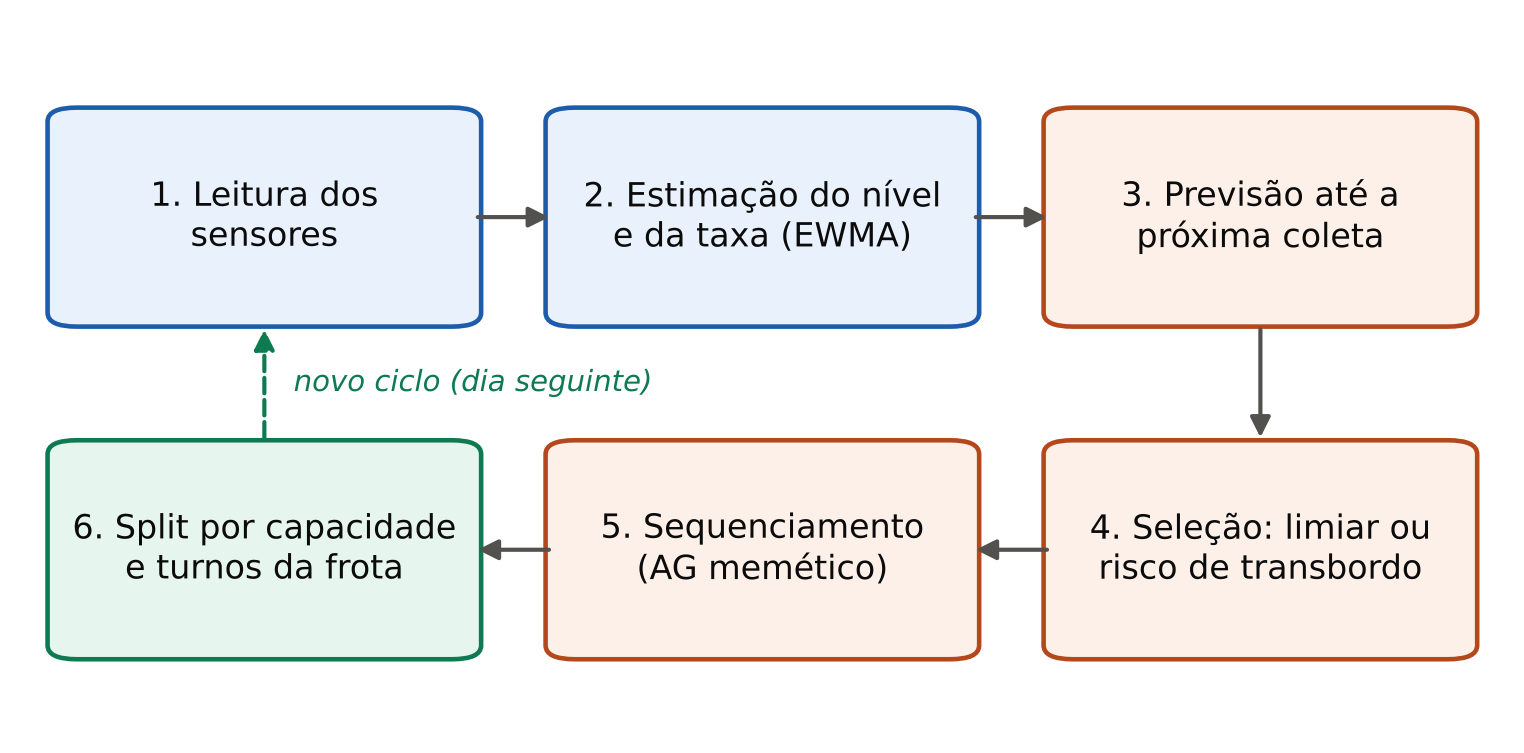 1. Leitura dos
sensores
2. Estimação do nível
e da taxa (EWMA)
3. Previsão até a
próxima coleta
novo ciclo (dia seguinte)
6. Split por capacidade
e turnos da frota
5. Sequenciamento
(AG memético)
4. Seleção: limiar ou
risco de transbordo